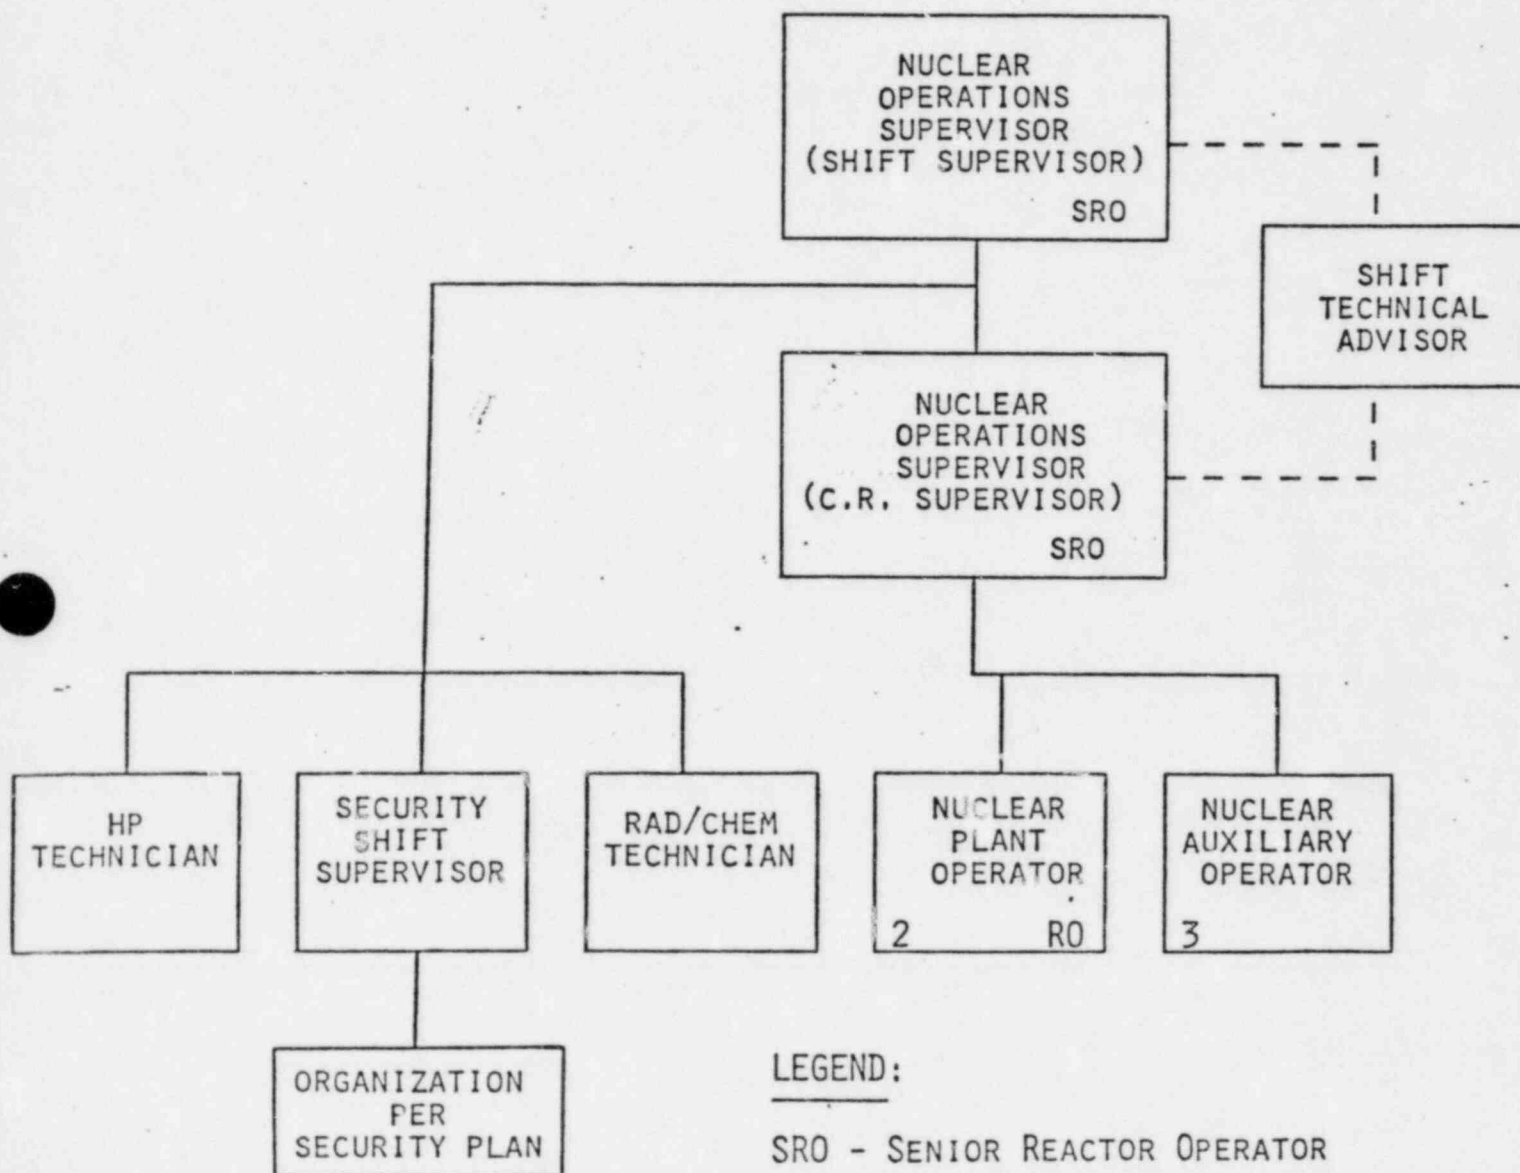 NUCLEAR
OPERATIONS
SUPERVISOR
(SHIFT SUPERVISOR)
SRO
SHIFT
TECHNICAL
ADVISOR
NUCLEAR
OPERATIONS
SUPERVISOR
(C.R. SUPERVISOR)
SRO
HP
TECHNICIAN
SECURITY
SHIFT
SUPERVISOR
RAD/CHEM
TECHNICIAN
NUCLEAR
PLANT
OPERATOR
2 RO
NUCLEAR
AUXILIARY
OPERATOR
3
ORGANIZATION
PER
SECURITY PLAN
LEGEND:
SRO - SENIOR REACTOR OPERATOR